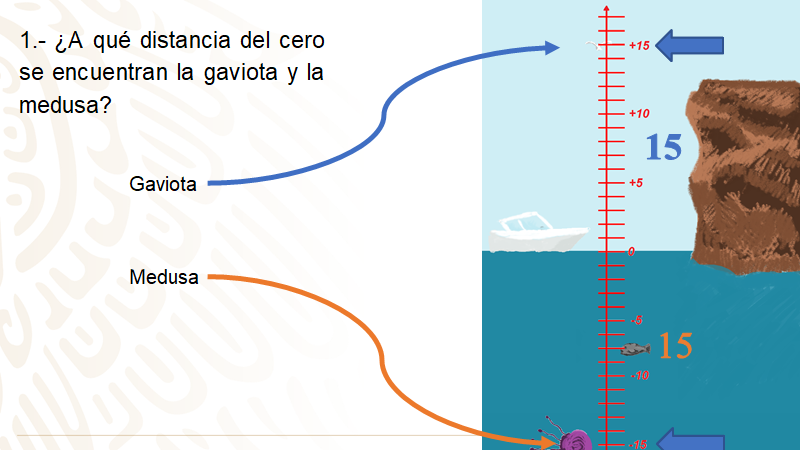 1.- ¿A qué distancia del cero
se encuentran la gaviota y la
medusa?
Gaviota
Medusa
+15
+10
15
+5
0
-5
15
-10
-15